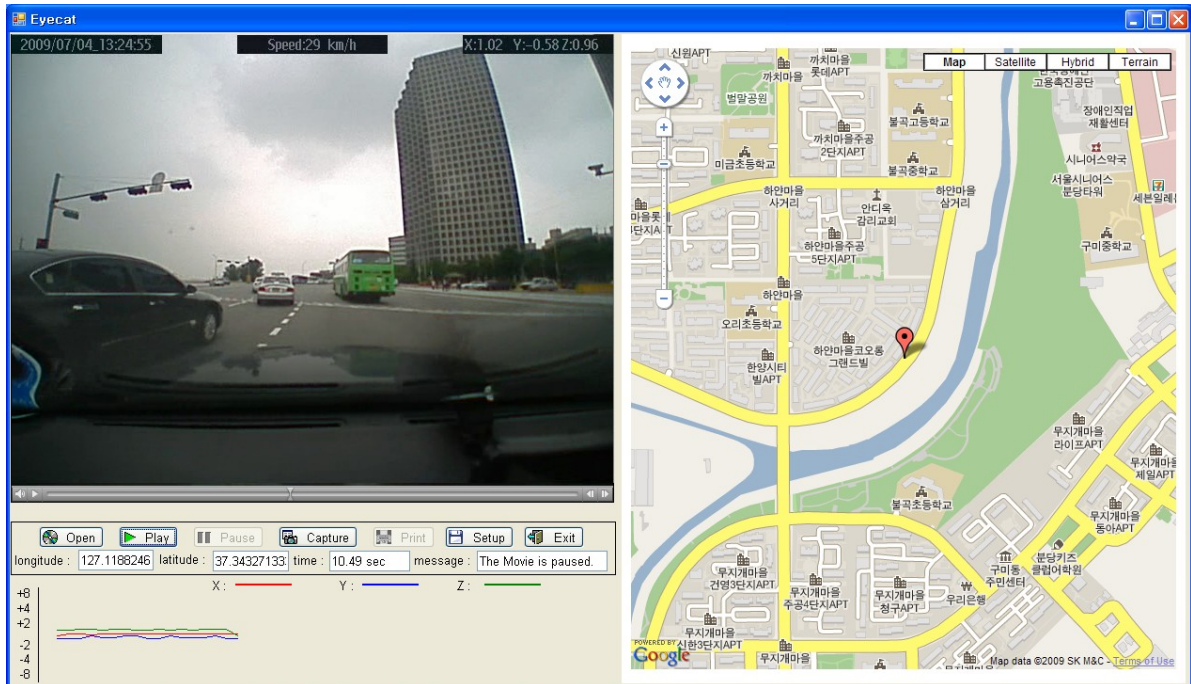 Eyecat
2009/07/04_13:24:55
Speed:29 km/h
X:1.02 Y:-0.58 Z:0.96
Open
Play
Pause
Capture
Print
Setup
Exit
longitude : 127.1188246
latitude : 37.34327133
time : 10.49 sec
message : The Movie is paused.
X :
Y :
Z :
+8
+4
+2
-2
-4
-8
Map
Satellite
Hybrid
Terrain
신원APT
까치마을
롯데APT
고용촉진공단
벌말공원
불곡고등학교
장애인직업
재활센터
까치마을주공
2단지APT
미금초등학교
불곡중학교
시니어스약국
서울시니어스
분당타워
하얀마을
사거리
안디옥
감리교회
하얀마을
삼거리
세븐일레
마을롯데
단지APT
하얀마을주공
5단지APT
구미중학교
하얀마을
오리초등학교
하얀마을코오롱
그랜드빌
한양시티
빌APT
무지개마을
라이프APT
무지개마을
제일APT
불곡초등학교
무지개마을
동아APT
무지개마을
건영3단지APT
구미동
주민센터
분당키즈
클럽어학원
무지개마을
주공4단지APT
무지개마을
청구APT
우리은행
무지개마을
신한3단지APT
무지개마을
POWERED BY
Google
Map data ©2009 SK M&C - Terms of Use